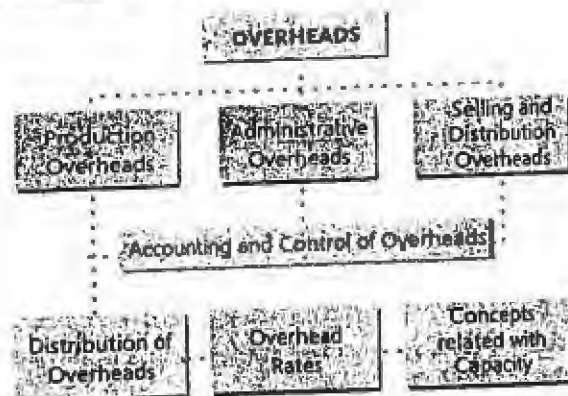 OVERHEADS
Production
Overheads
Administrative
Overheads
Selling and
Distribution
Overheads
Accounting and Control of Overheads
Distribution of
Overheads
Overhead
Rates
Concepts
related with
Capacity